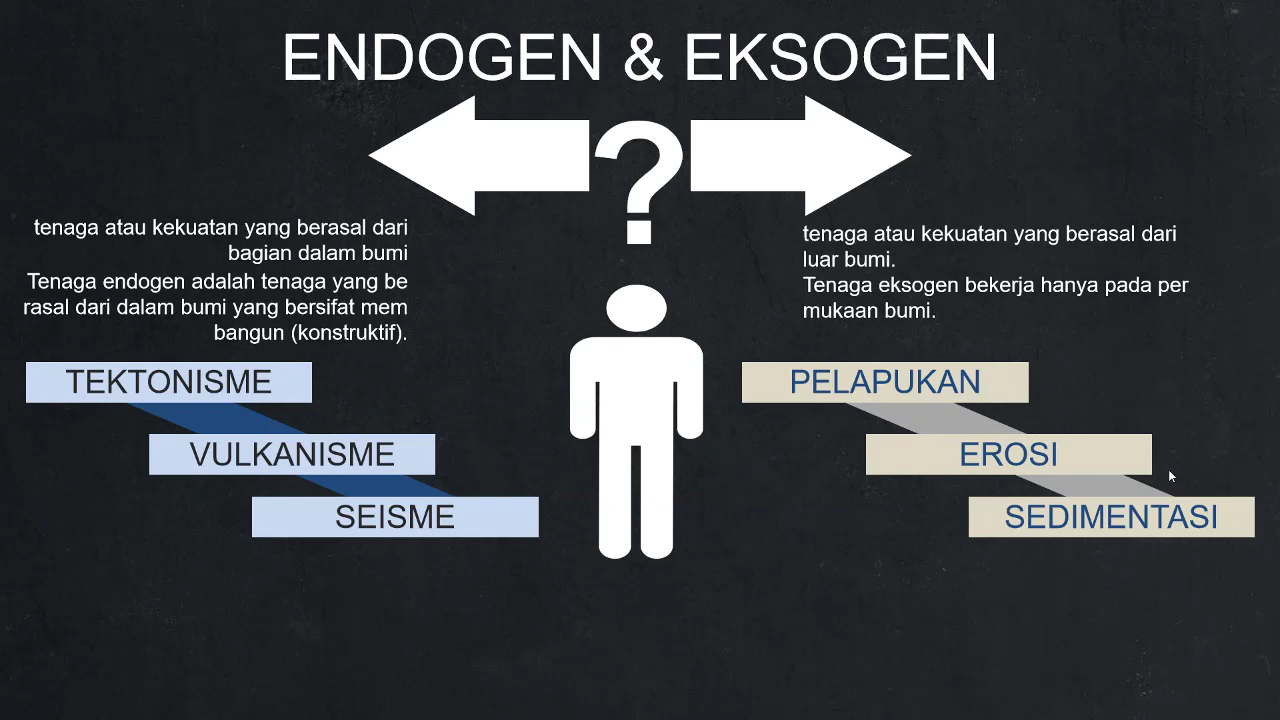 ENDOGEN & EKSOGEN
?
tenaga atau kekuatan yang berasal dari
bagian dalam bumi
Tenaga endogen adalah tenaga yang be
rasal dari dalam bumi yang bersifat mem
bangun (konstruktif).
TEKTONISME
VULKANISME
SEISME
tenaga atau kekuatan yang berasal dari
luar bumi.
Tenaga eksogen bekerja hanya pada per
mukaan bumi.
PELAPUKAN
EROSI
SEDIMENTASI